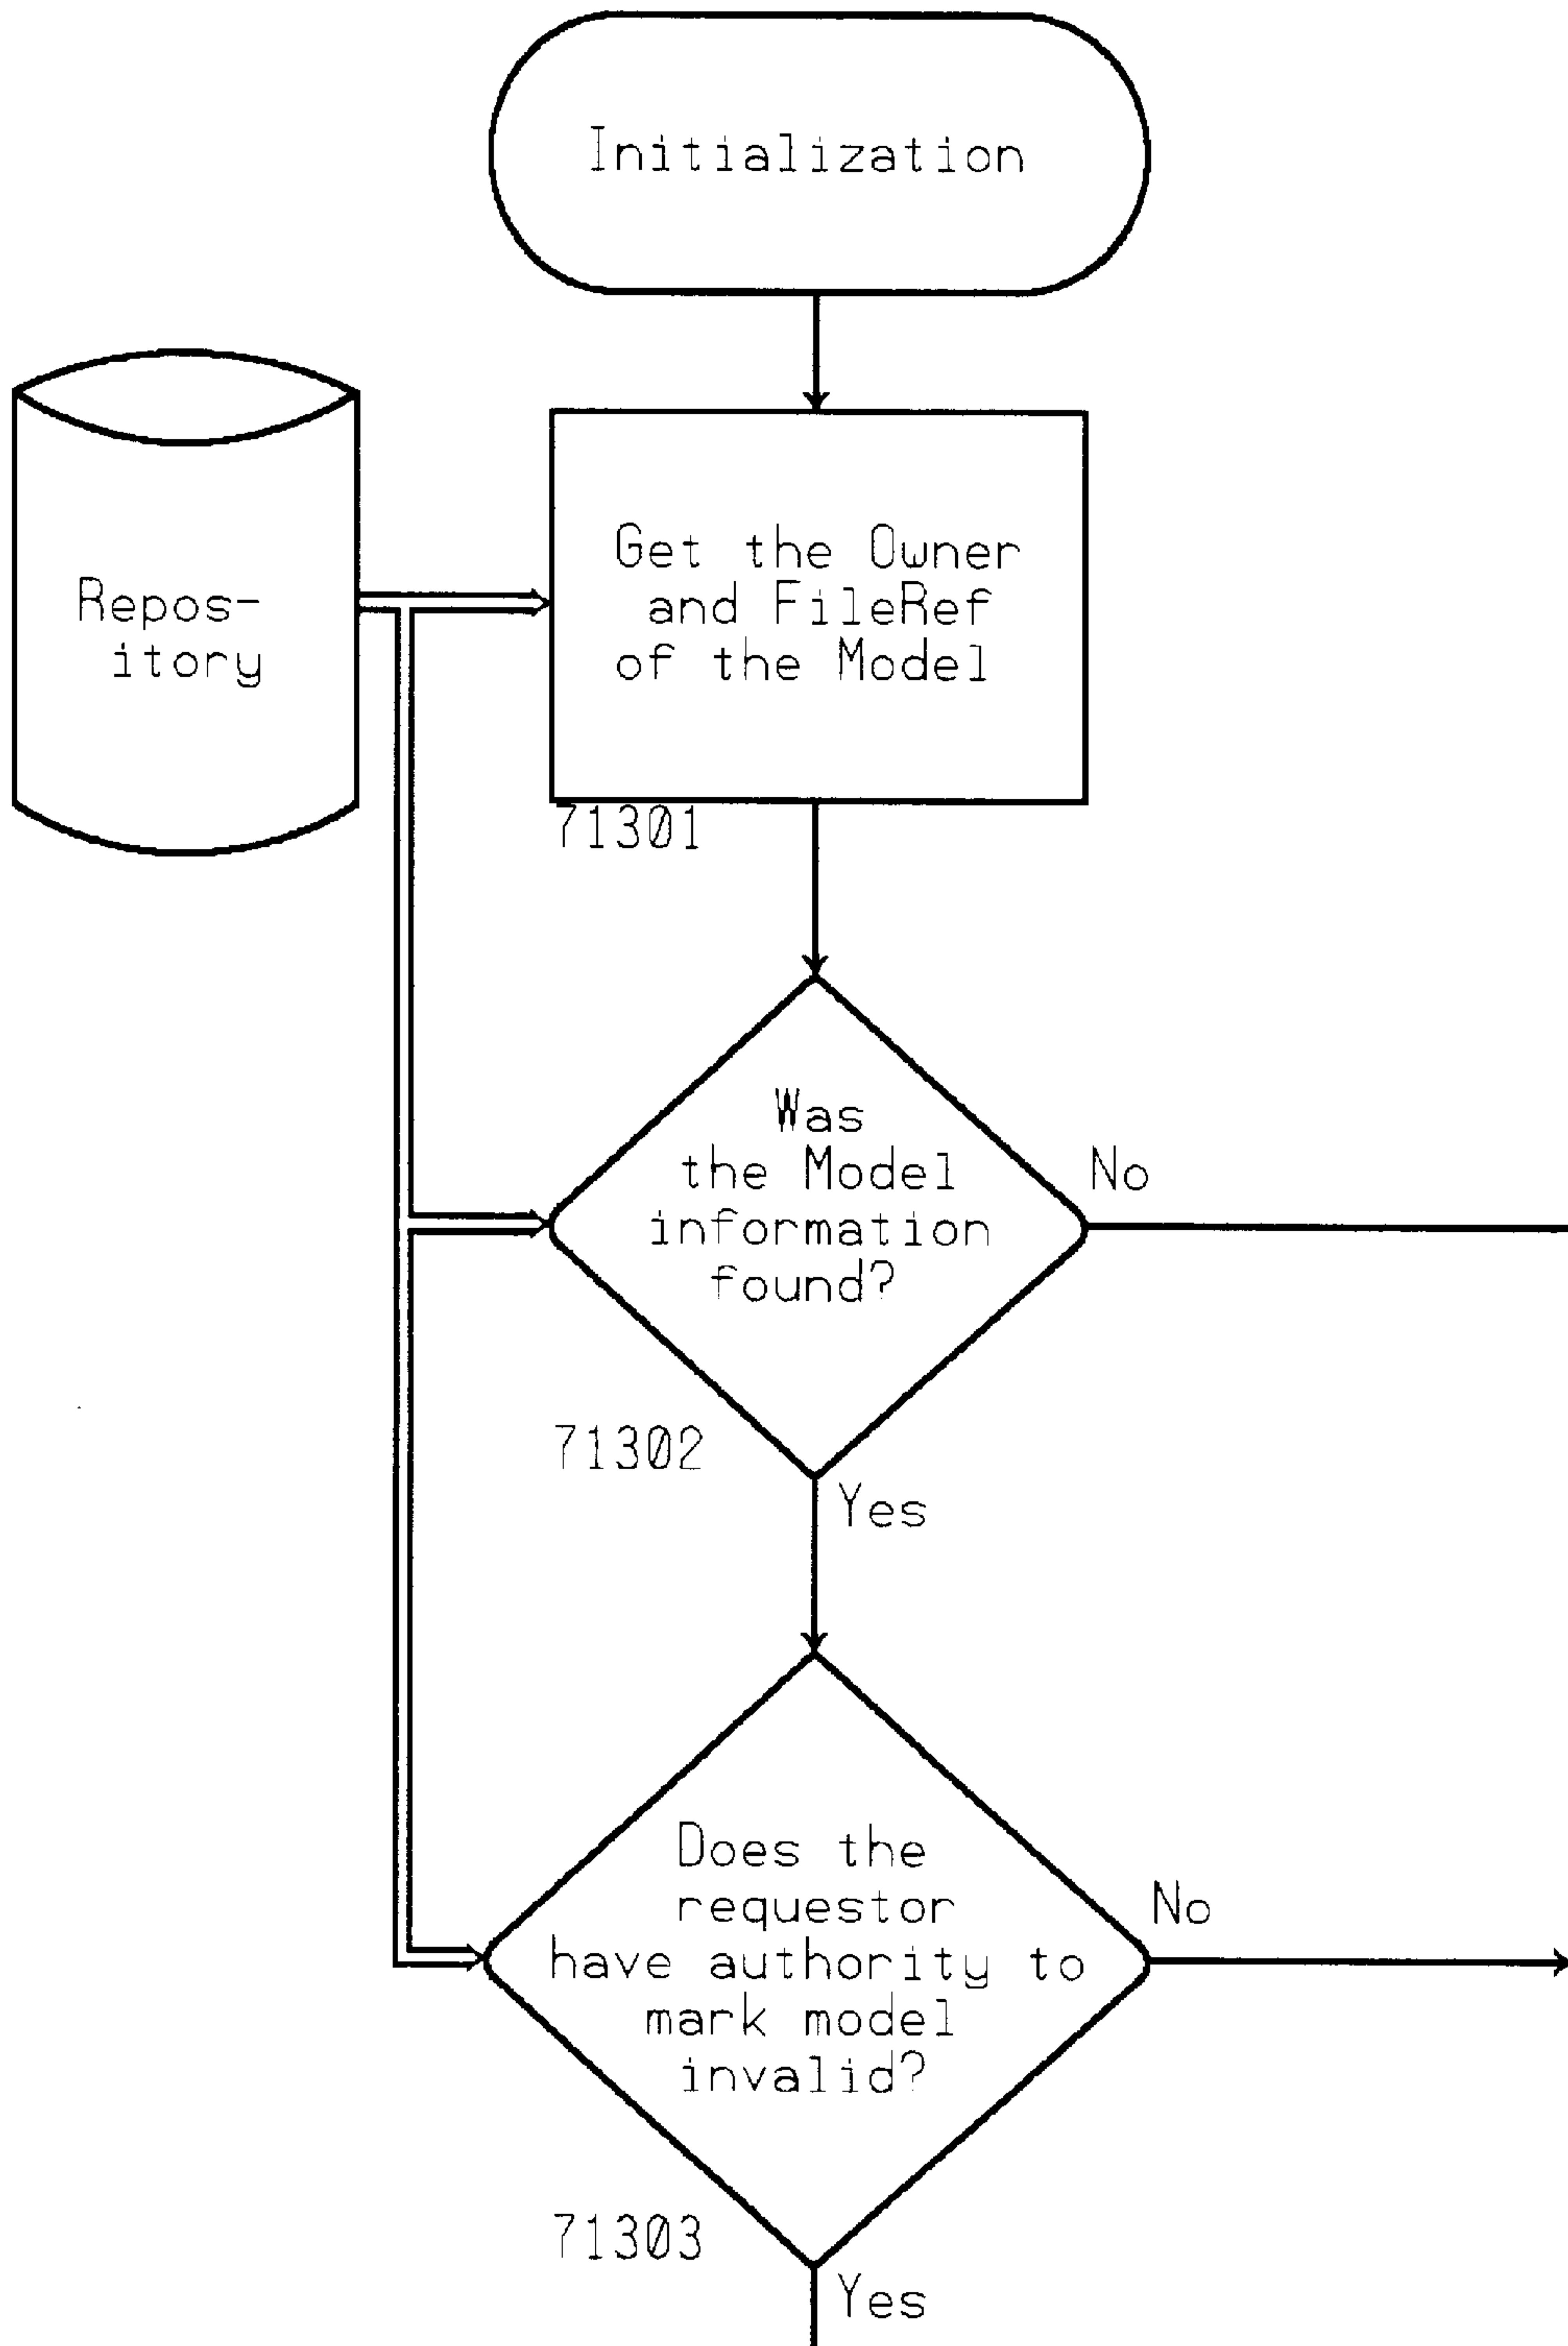 Initialization
Repos-
itory
Get the Owner
and FileRef
of the Model
71301
Was
the Model
information
found?
No
71302
Yes
Does the
requestor
have authority to
mark model
invalid?
No
71303
Yes